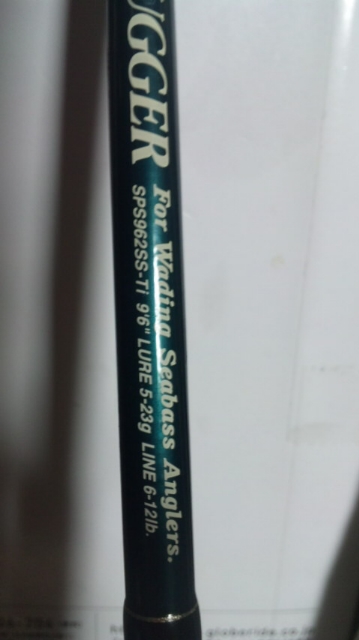 UGGER
For Wading Seabass Anglers.
SPS962SS-Ti 9'6" LURE 5-23g LINE 6-12lb.